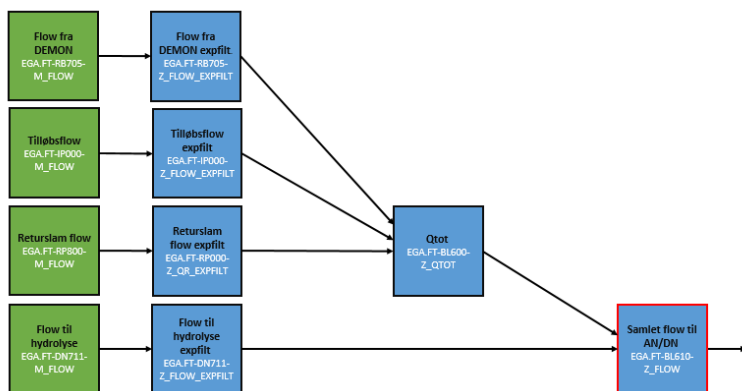 Flow fra
DEMON
EGA.FT-RB705-
M_FLOW
Flow fra
DEMON expfilt.
EGA.FT-RB705-
Z_FLOW_EXPFILT
Tilløbsflow
EGA.FT-IP000-
M_FLOW
Tilløbsflow
expfilt
EGA.FT-IP000-
Z_FLOW_EXPFILT
Returslam flow
EGA.FT-RP800-
M_FLOW
Returslam
flow expfilt
EGA.FT-RP000-
Z_QR_EXPFILT
Qtot
EGA.FT-BL600-
Z_QTOT
Flow til
hydrolyse
EGA.FT-DN711-
M_FLOW
Flow til
hydrolyse
expfilt
EGA.FT-DN711-
Z_FLOW_EXPFILT
Samlet flow til
AN/DN
EGA.FT-BL610-
Z_FLOW